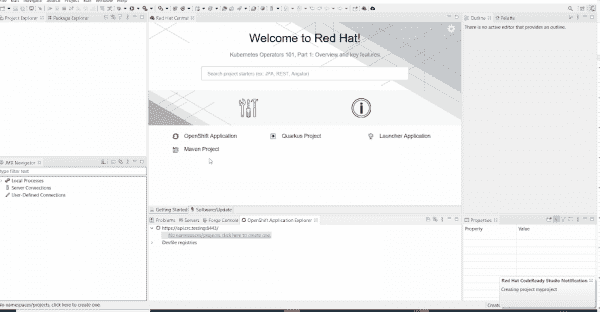 Project Explorer
Package Explorer
Red Hat Central
Outline
Palette
There is no active editor that provides an outline.
Welcome to Red Hat!
Kubernetes Operators 101, Part 1: Overview and key features
Search project starters (ex: JAX, REST, Angular)
OpenShift Application
Quarkus Project
Launcher Application
Maven Project
JMX Navigator
type filter text
Local Processes
Server Connections
User-Defined Connections
Getting Started
Software/Update
Problems
Servers
Forge Console
OpenShift Application Explorer
https://api.crc.testing:6443/
No namespaces/projects, click here to create one.
Devfile registries
Properties
Property
Value
Red Hat CodeReady Studio Notification
Creating project myproject
No namespaces/projects, click here to create one.